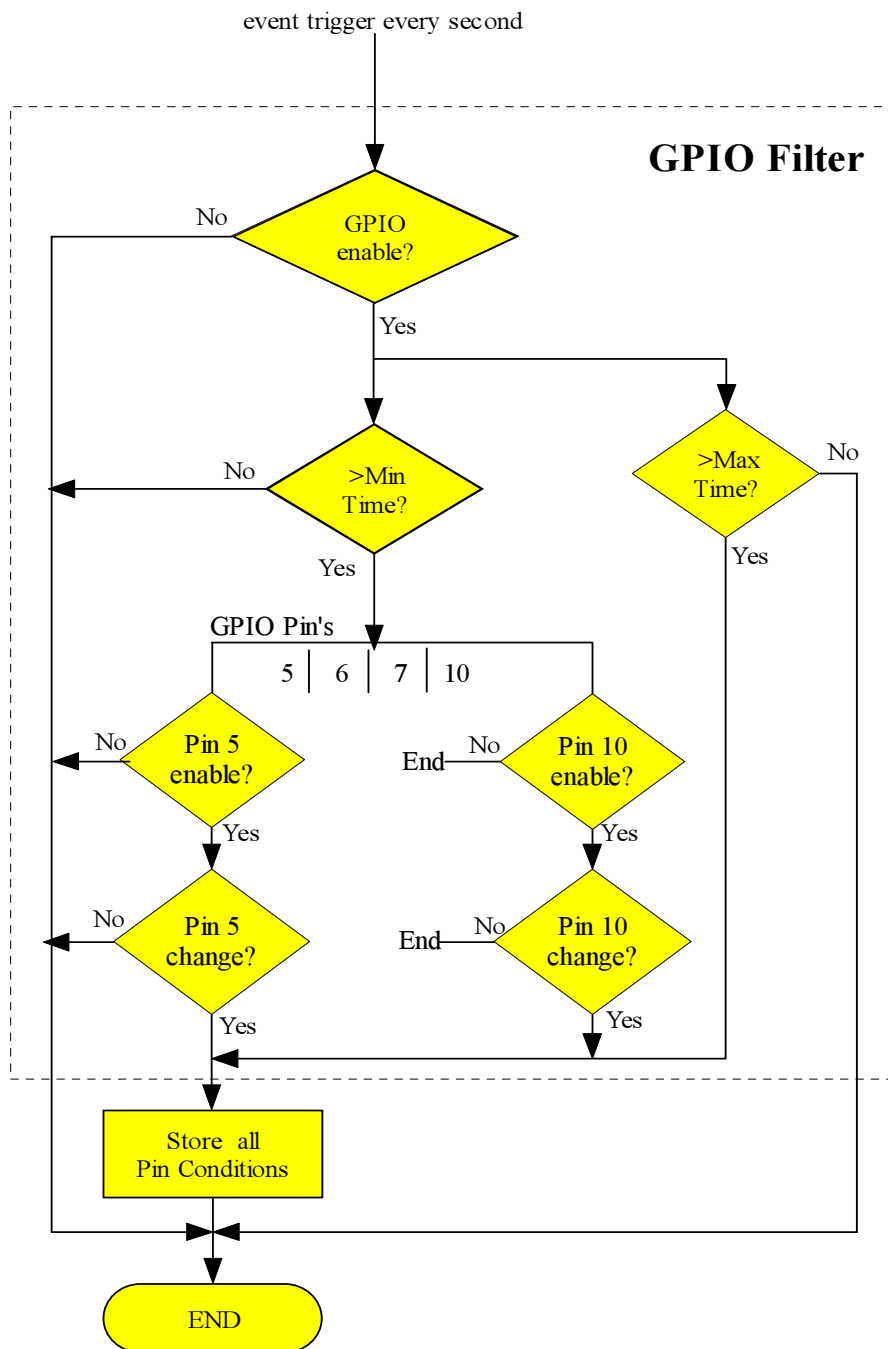 event trigger every second
GPIO Filter
No
GPIO
enable?
Yes
No
>Min
Time?
>Max
Time?
No
Yes
Yes
GPIO Pin's
5
6
7
10
No
Pin 5
enable?
End
No
Pin 10
enable?
Yes
Yes
No
Pin 5
change?
End
No
Pin 10
change?
Yes
Yes
Store all
Pin Conditions
END